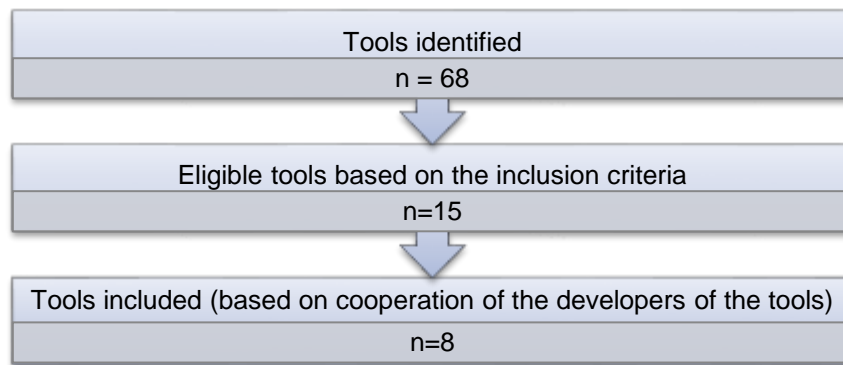 Tools identified
n = 68
Eligible tools based on the inclusion criteria
n=15
Tools included (based on cooperation of the developers of the tools)
n=8